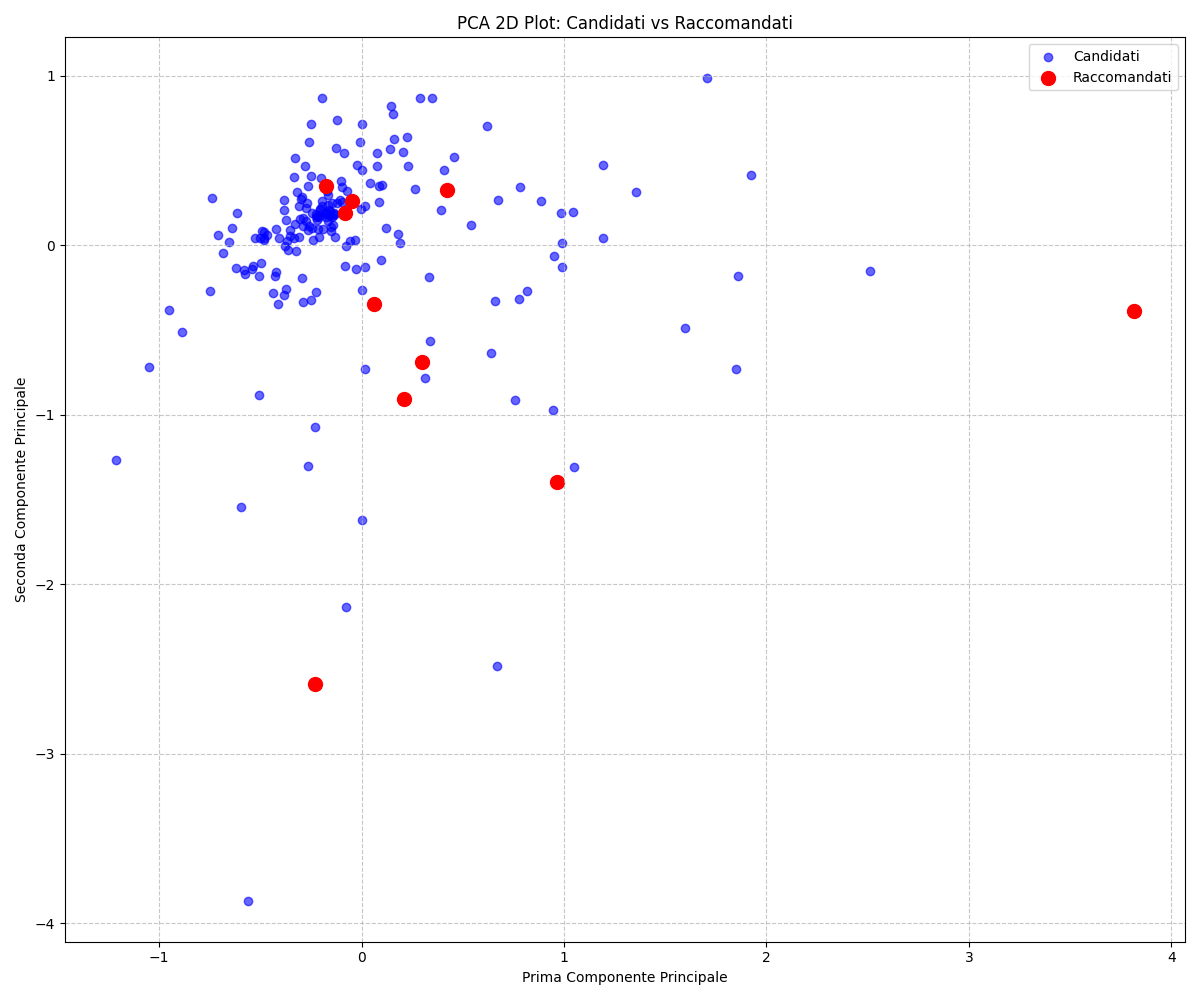 PCA 2D Plot: Candidati vs Raccomandati
Candidati
Raccomandati
1
0
−1
−2
−3
−4
Seconda Componente Principale
−1
0
1
2
3
4
Prima Componente Principale